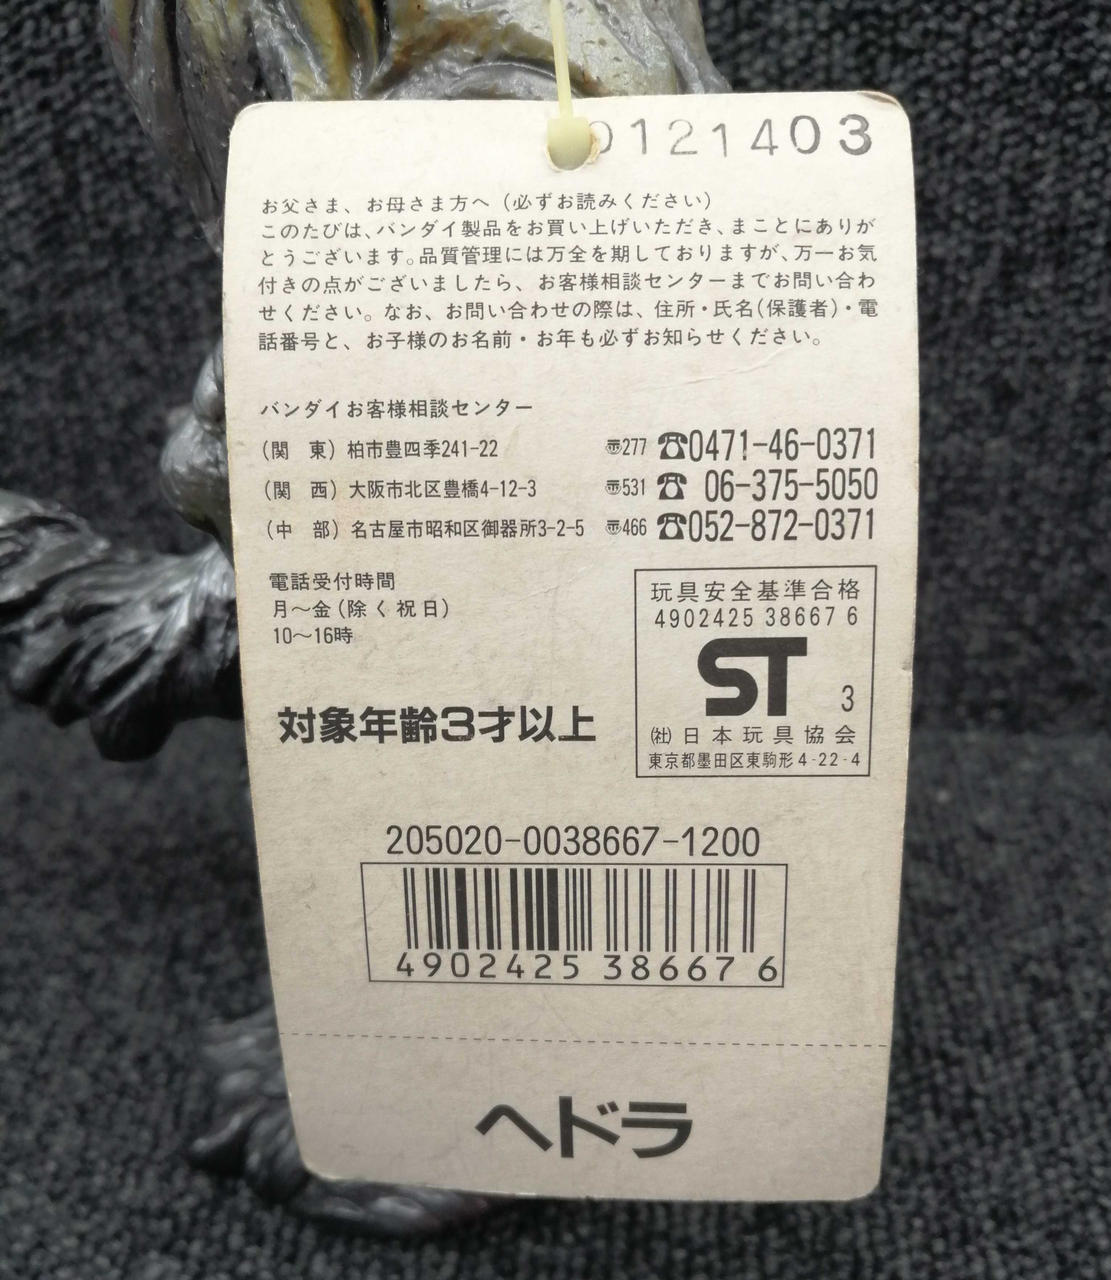 0121403
お父さま、お母さま方へ（必ずお読みください）
このたびは、バンダイ製品をお買い上げいただき、まことにありが
とうございます。品質管理には万全を期しておりますが、万一お気
付きの点がございましたら、お客様相談センターまでお問い合わ
せください。なお、お問い合わせの際は、住所・氏名(保護者)・電
話番号と、お子様のお名前・お年も必ずお知らせください。
バンダイお客様相談センター
(関　東) 柏市豊四季241-22 〠277 ☎0471-46-0371
(関　西) 大阪市北区豊橋4-12-3 〠531 ☎ 06-375-5050
(中　部) 名古屋市昭和区御器所3-2-5 〠466 ☎052-872-0371
電話受付時間
月〜金(除く祝日)
10〜16時
玩具安全基準合格
4902425 38667 6
ST 3
㈳日本玩具協会
東京都墨田区東駒形4-22-4
対象年齢3才以上
205020-0038667-1200
4902425 38667 6
ヘドラ